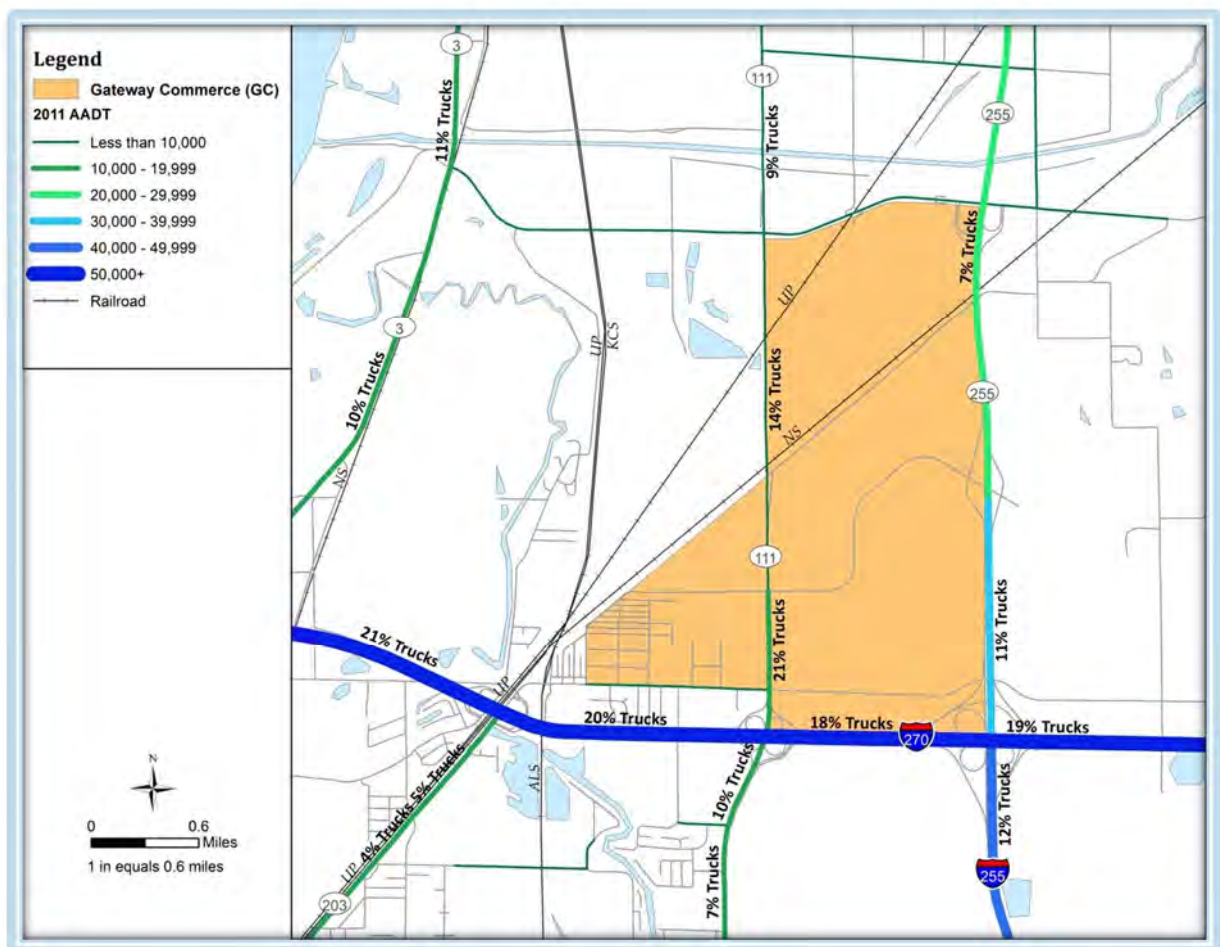 Legend
Gateway Commerce (GC)
2011 AADT
Less than 10,000
10,000 - 19,999
20,000 - 29,999
30,000 - 39,999
40,000 - 49,999
50,000+
Railroad
3
11% Trucks
111
9% Trucks
255
7% Trucks
3
10% Trucks
NS
UP
KCS
UP
14% Trucks
NS
255
111
21% Trucks
11% Trucks
21% Trucks
UP
20% Trucks
18% Trucks
270
19% Trucks
ALS
10% Trucks
12% Trucks
4% Trucks
5% Trucks
UP
203
7% Trucks
255
N
0 0.6
Miles
1 in equals 0.6 miles